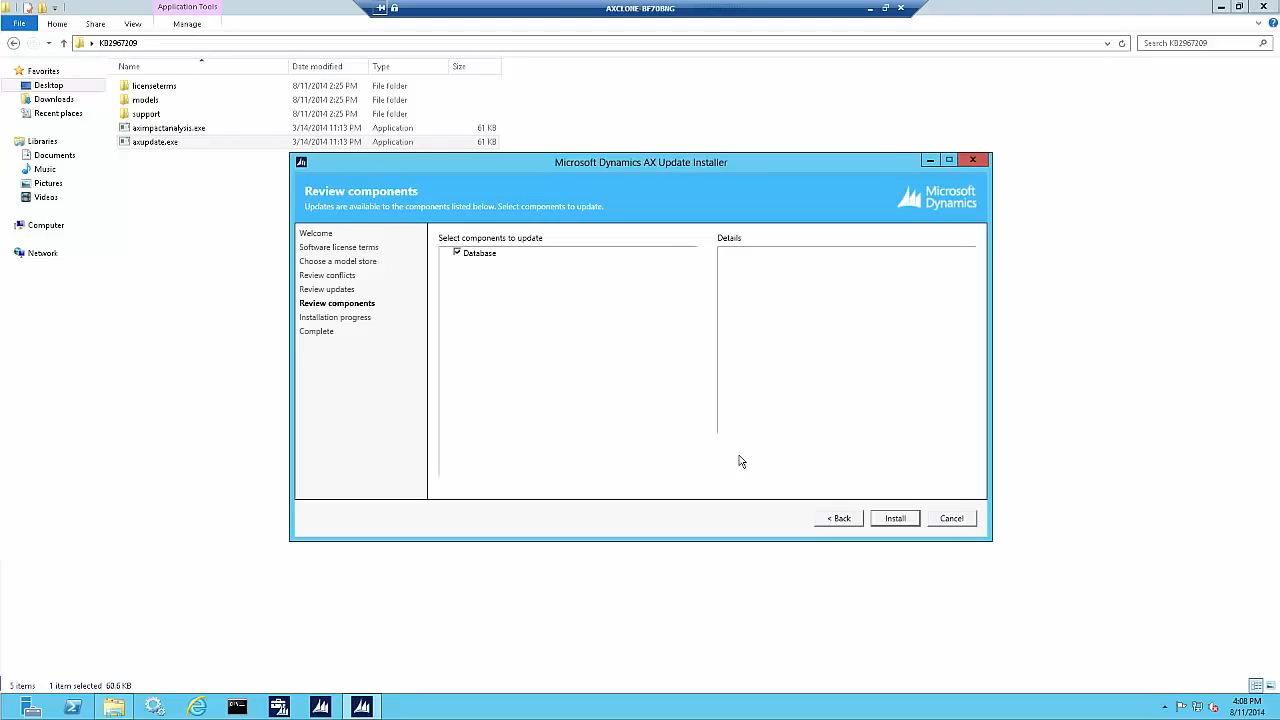 Application Tools
AXCLONE-BF70BNG
File Home Share View Manage
KB2967209
Search KB2967209
Name Date modified Type Size
Favorites
Desktop
Downloads
Recent places
Libraries
Documents
Music
Pictures
Videos
Computer
Network
licenseterms 8/11/2014 2:25 PM File folder
models 8/11/2014 2:25 PM File folder
support 8/11/2014 2:25 PM File folder
aximpactanalysis.exe 3/14/2014 11:13 PM Application 61 KB
axupdate.exe 3/14/2014 11:13 PM Application 61 KB
Microsoft Dynamics AX Update Installer
Review components
Updates are available to the components listed below. Select components to update.
Microsoft
Dynamics
Welcome
Software license terms
Choose a model store
Review conflicts
Review updates
Review components
Installation progress
Complete
Select components to update
Database
Details
< Back Install Cancel
5 items 1 item selected 60.6 KB
4:08 PM
8/11/2014